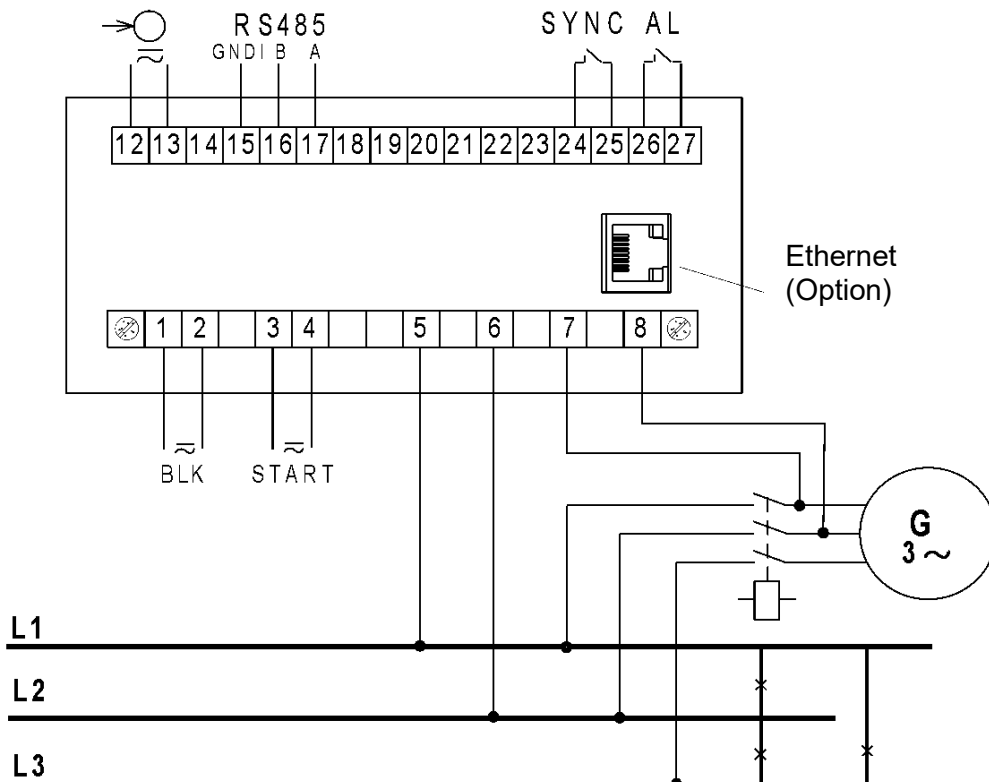 RS485 SYNC AL
GNDI B A
12 13 14 15 16 17 18 19 20 21 22 23 24 25 26 27
Ethernet
(Option)
1 2 3 4 5 6 7 8
BLK START
G
3 ~
L1
L2
L3